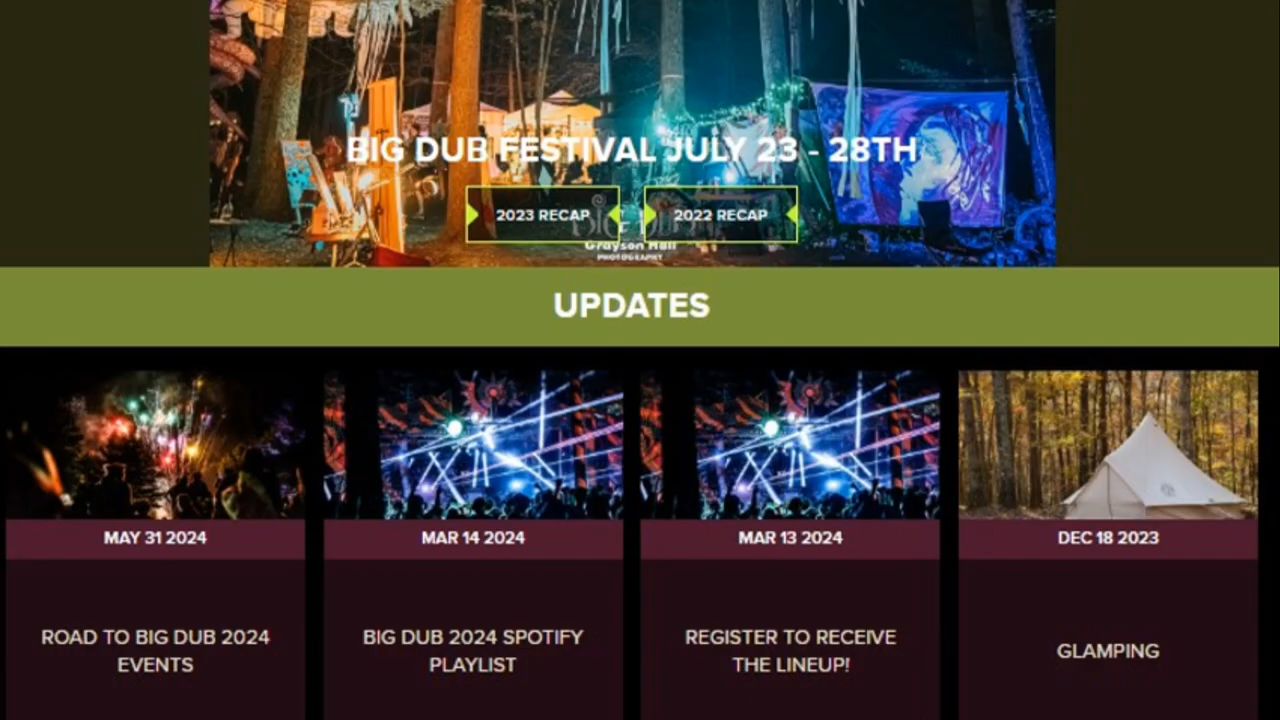 BIG DUB FESTIVAL JULY 23 - 28TH
2023 RECAP
2022 RECAP
BIG DUB
Grayson Hall
PHOTOGRAPHY
UPDATES
MAY 31 2024
ROAD TO BIG DUB 2024
EVENTS
MAR 14 2024
BIG DUB 2024 SPOTIFY
PLAYLIST
MAR 13 2024
REGISTER TO RECEIVE
THE LINEUP!
DEC 18 2023
GLAMPING